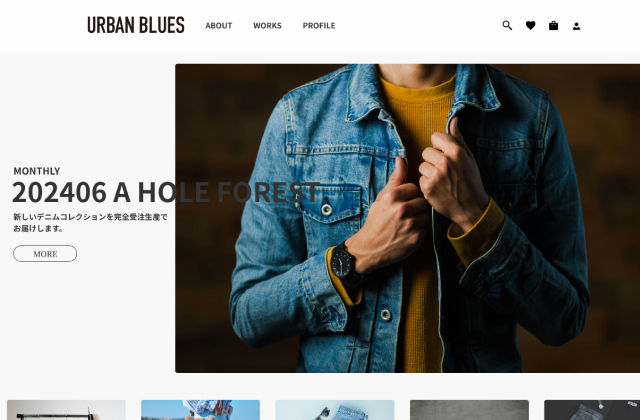 URBAN BLUES
ABOUT
WORKS
PROFILE
MONTHLY
202406 A HOLE FOREST
新しいデニムコレクションを完全受注生産で
お届けします。
MORE